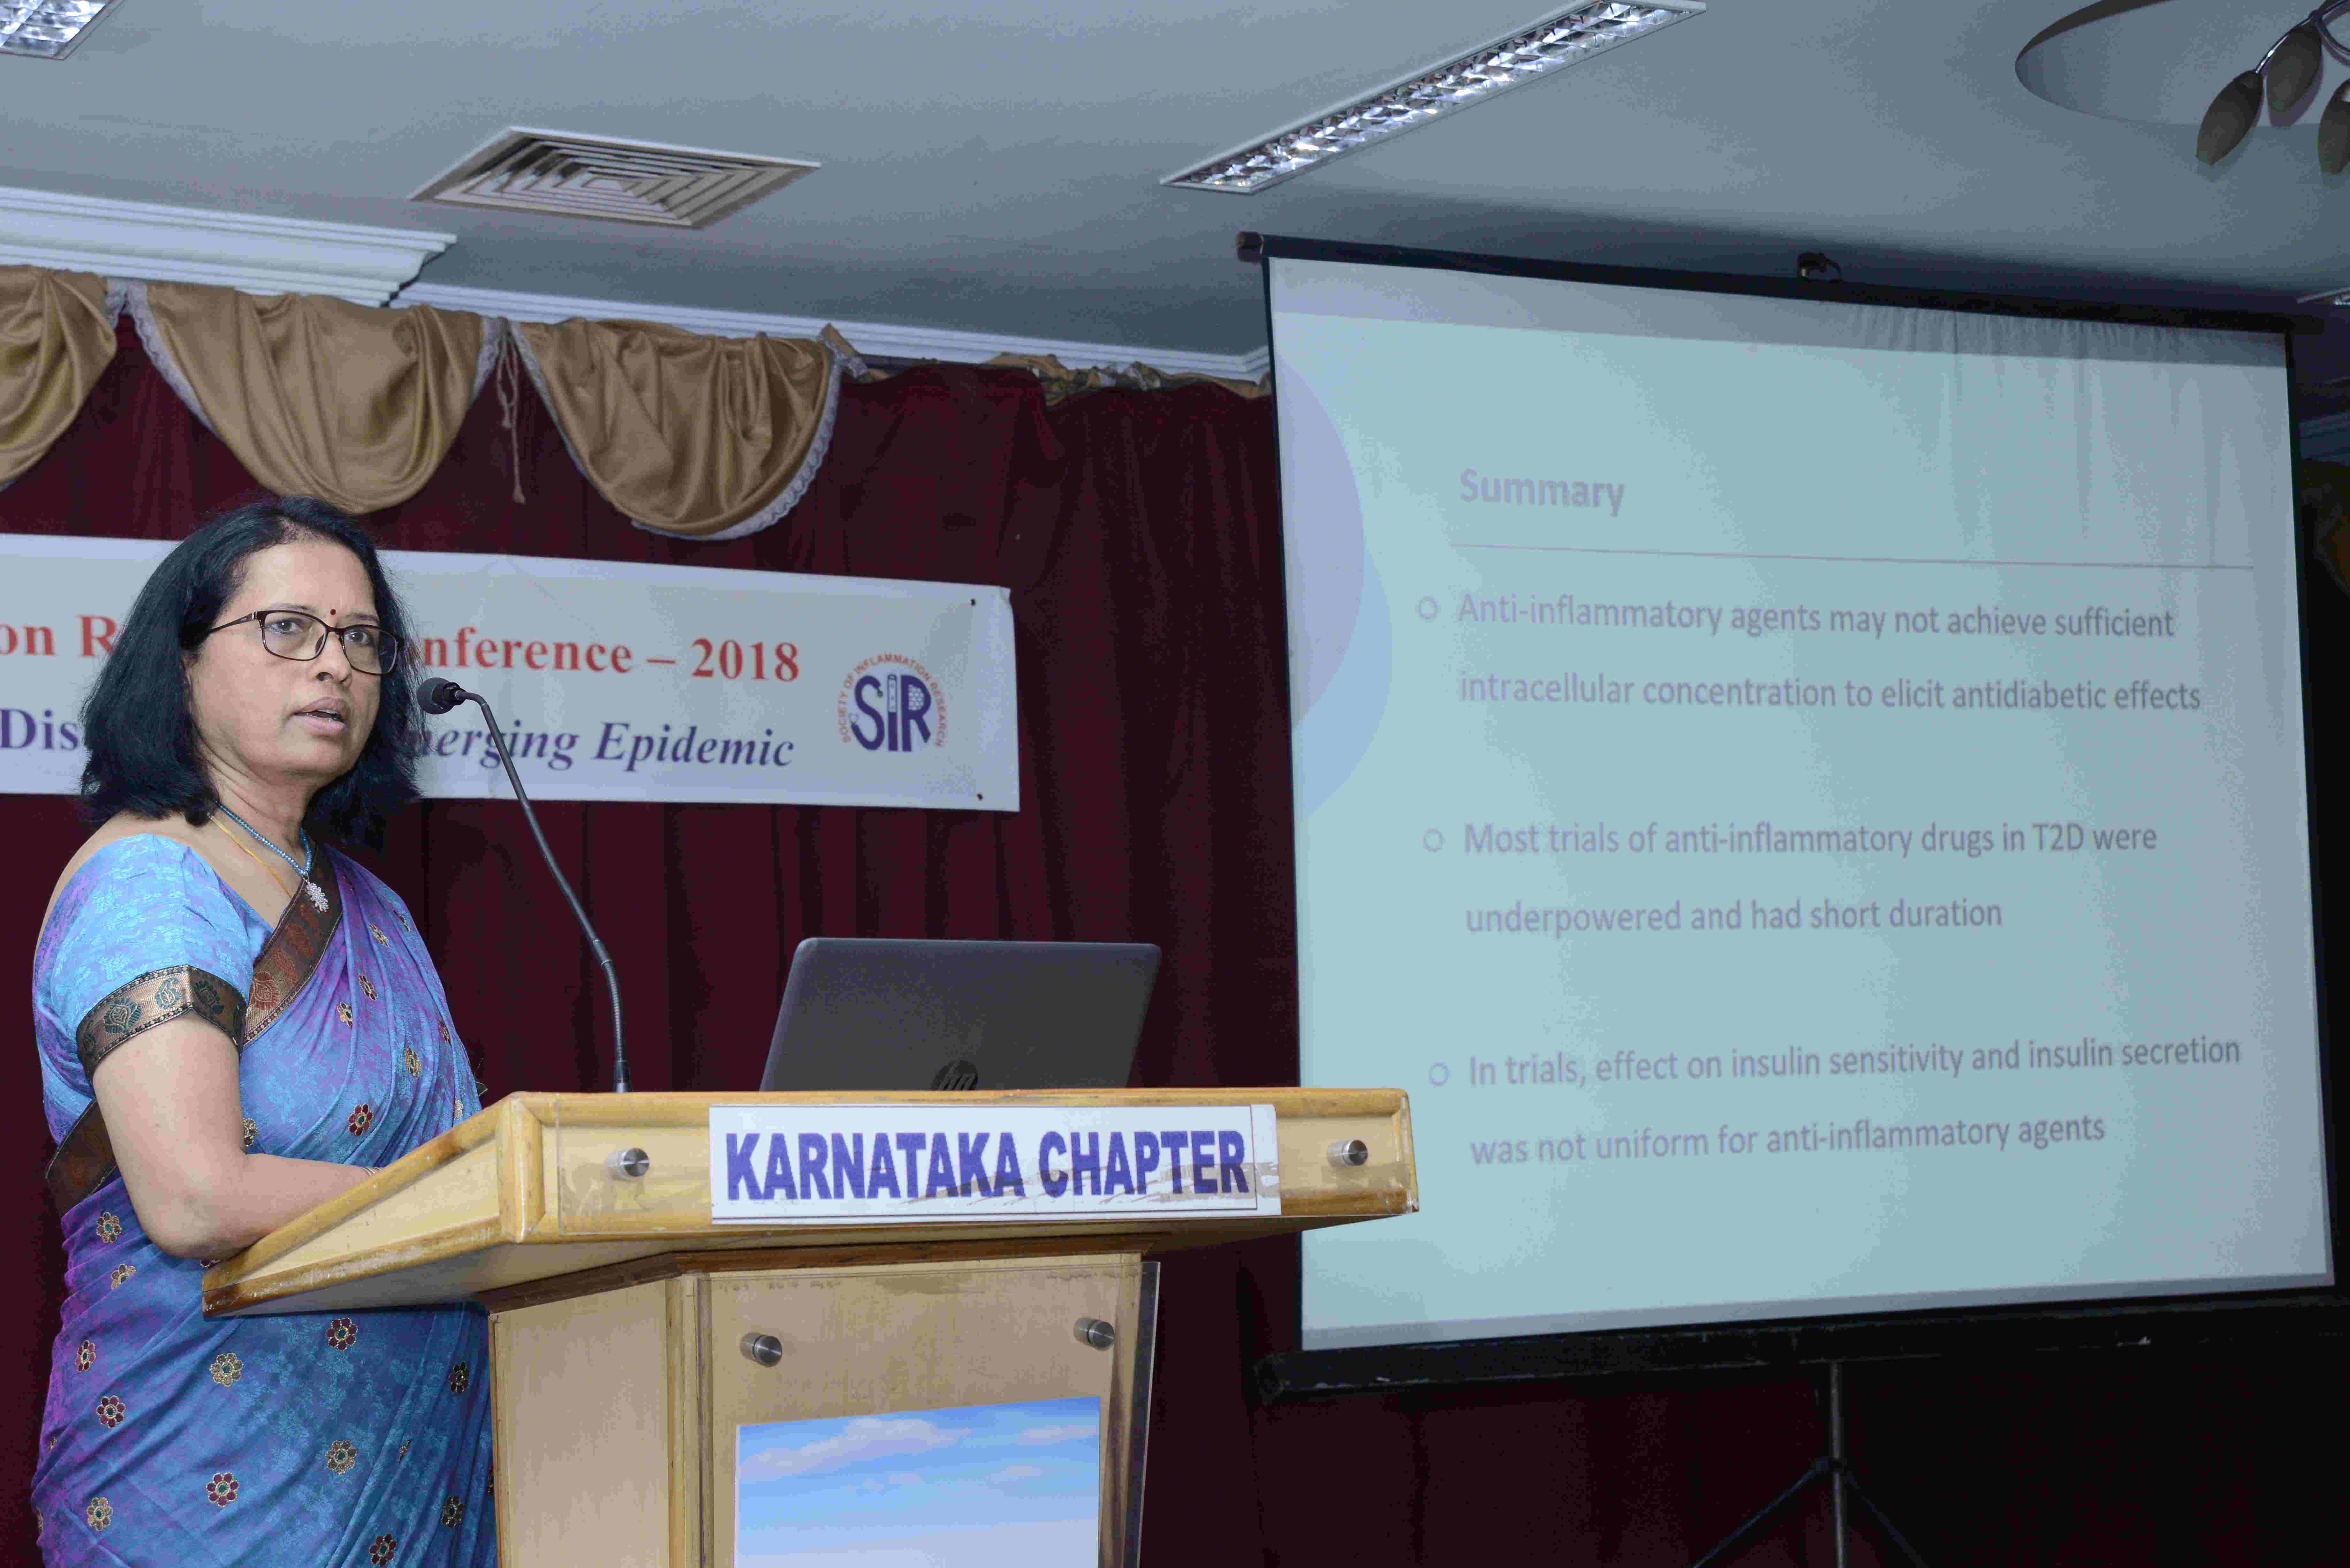 on R nference – 2018
Dis erging Epidemic
SOCIETY OF INFLAMMATION RESEARCH
SIR
hp
KARNATAKA CHAPTER
Summary
Anti-inflammatory agents may not achieve sufficient
intracellular concentration to elicit antidiabetic effects
Most trials of anti-inflammatory drugs in T2D were
underpowered and had short duration
In trials, effect on insulin sensitivity and insulin secretion
was not uniform for anti-inflammatory agents